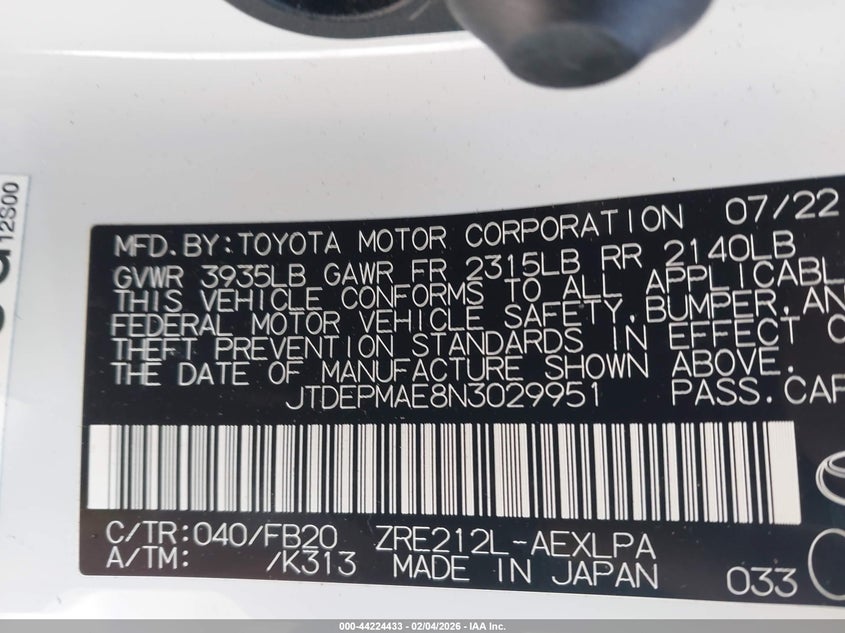 12S00
MFD.BY:TOYOTA MOTOR CORPORATION 07/22
GVWR 3935LB GAWR FR 2315LB RR 2140LB
THIS VEHICLE CONFORMS TO ALL APPLICABL
FEDERAL MOTOR VEHICLE SAFETY,BUMPER,AN
THEFT PREVENTION STANDARDS IN EFFECT O
THE DATE OF MANUFACTURE SHOWN ABOVE.
JTDEPMAE8N3029951 PASS.CAR
C/TR:040/FB20 ZRE212L-AEXLPA
A/TM: /K313 MADE IN JAPAN 033
000-44224433 - 02/04/2026 - IAA Inc.